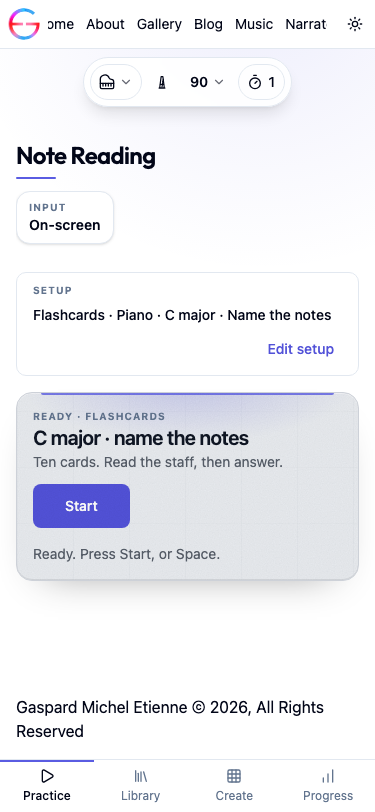 ome About Gallery Blog Music Narrat
90 1
Note Reading
INPUT
On-screen
SETUP
Flashcards · Piano · C major · Name the notes
Edit setup
READY · FLASHCARDS
C major · name the notes
Ten cards. Read the staff, then answer.
Start
Ready. Press Start, or Space.
Gaspard Michel Etienne © 2026, All Rights
Reserved
Practice Library Create Progress